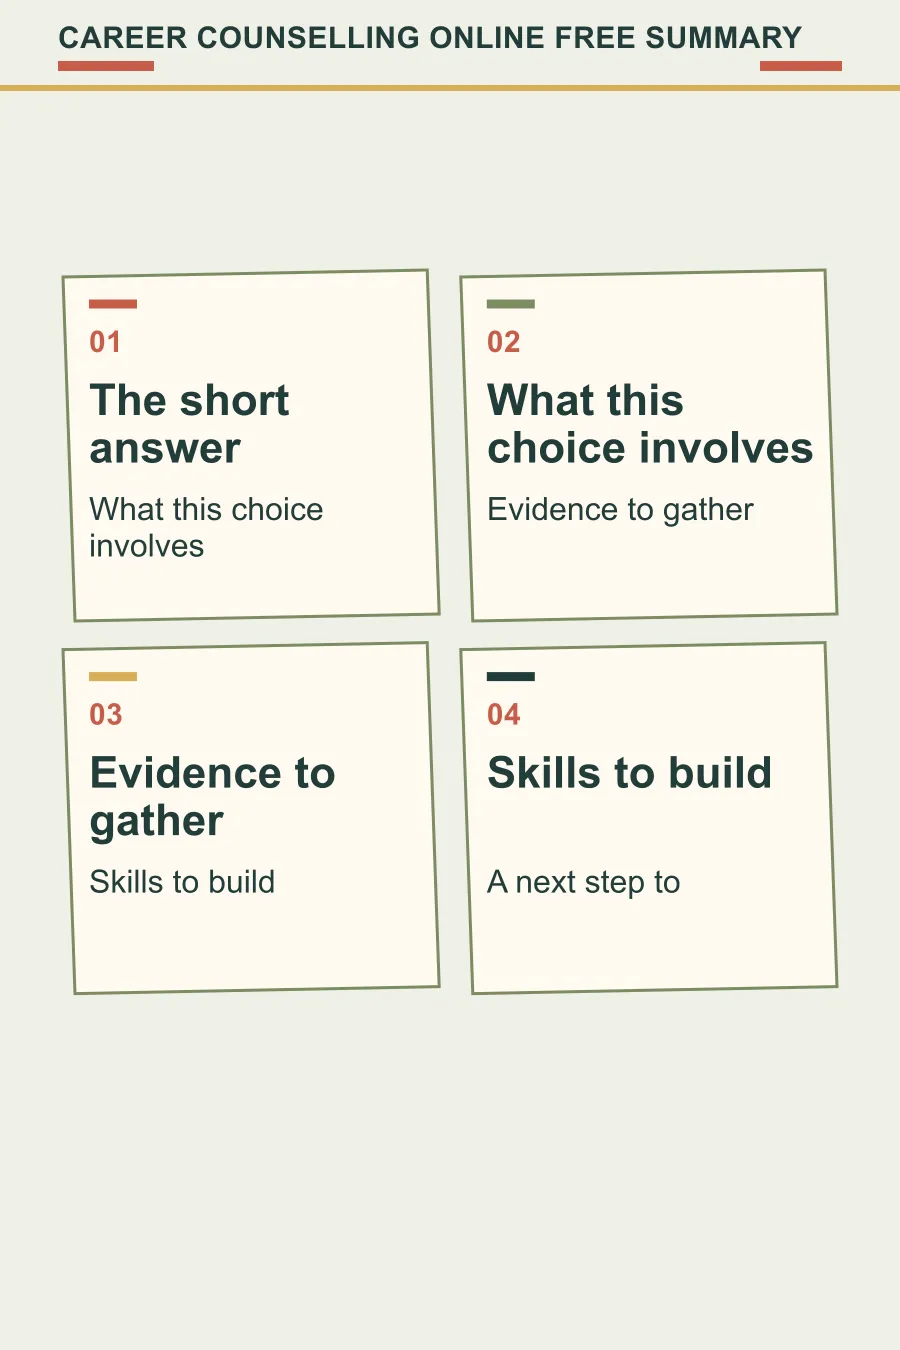 CAREER COUNSELLING ONLINE FREE SUMMARY
01
The short
answer
What this choice
involves
02
What this
choice involves
Evidence to gather
03
Evidence to
gather
Skills to build
04
Skills to build
A next step to